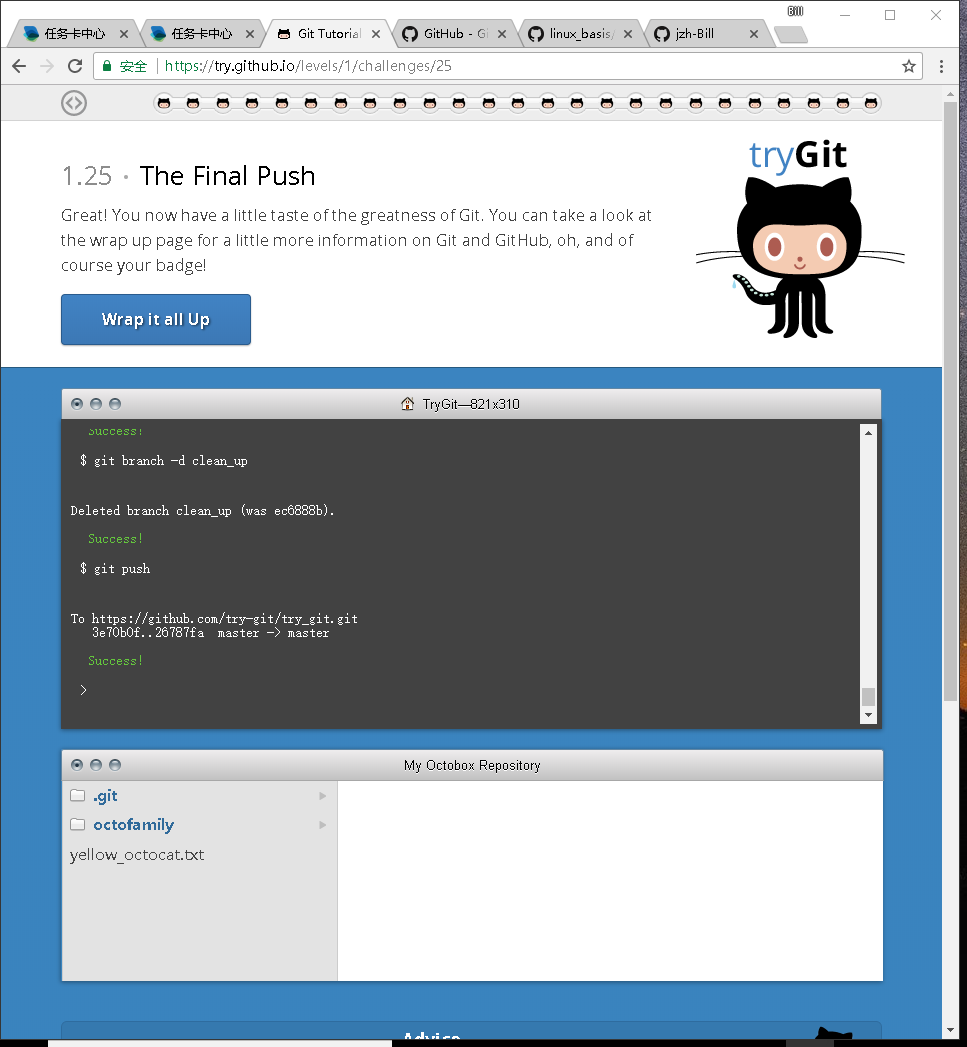 Bill
任务卡中心
任务卡中心
Git Tutorial
GitHub - Gi
linux_basis/
jzh-Bill
安全
https://try.github.io/levels/1/challenges/25
1.25 · The Final Push
tryGit
Great! You now have a little taste of the greatness of Git. You can take a look at
the wrap up page for a little more information on Git and GitHub, oh, and of
course your badge!
Wrap it all Up
TryGit—821x310
Success!
$ git branch -d clean_up
Deleted branch clean_up (was ec6888b).
Success!
$ git push
To https://github.com/try-git/try_git.git
3e70b0f..26787fa master -> master
Success!
>
My Octobox Repository
.git
octofamily
yellow_octocat.txt
Advice